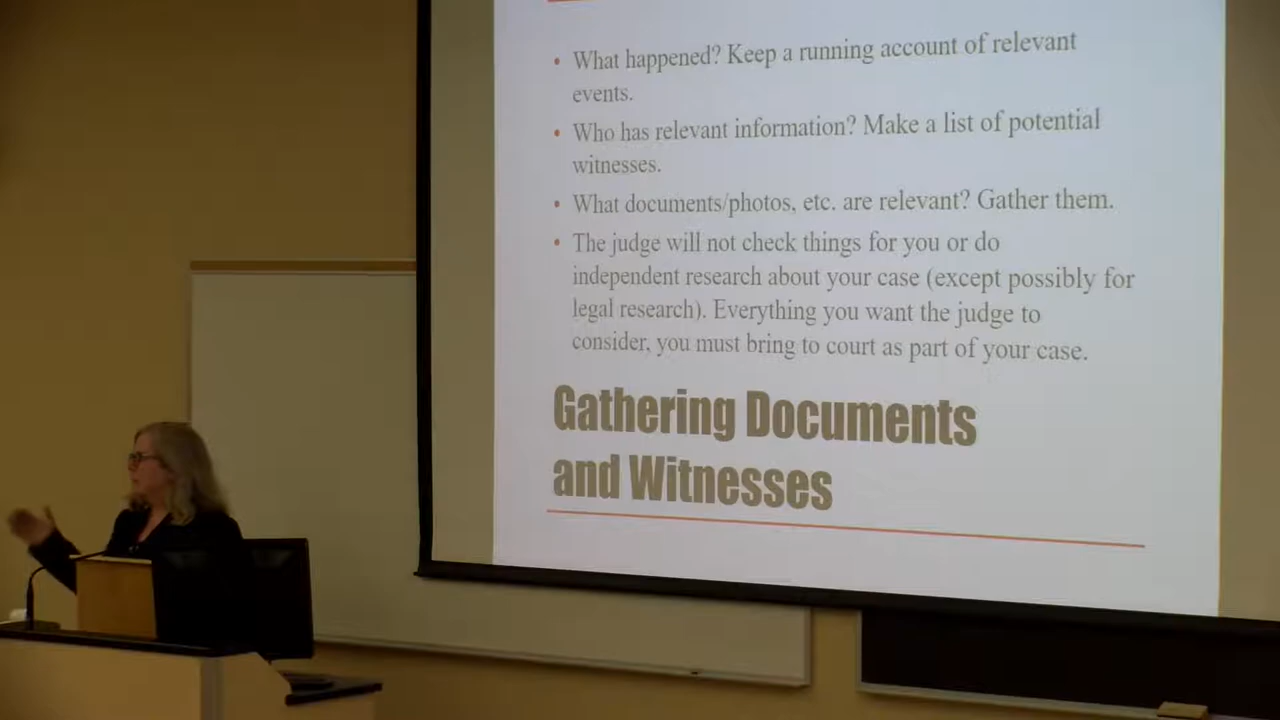 • What happened? Keep a running account of relevant
events.
• Who has relevant information? Make a list of potential
witnesses.
• What documents/photos, etc. are relevant? Gather them.
• The judge will not check things for you or do
independent research about your case (except possibly for
legal research). Everything you want the judge to
consider, you must bring to court as part of your case.
Gathering Documents
and Witnesses